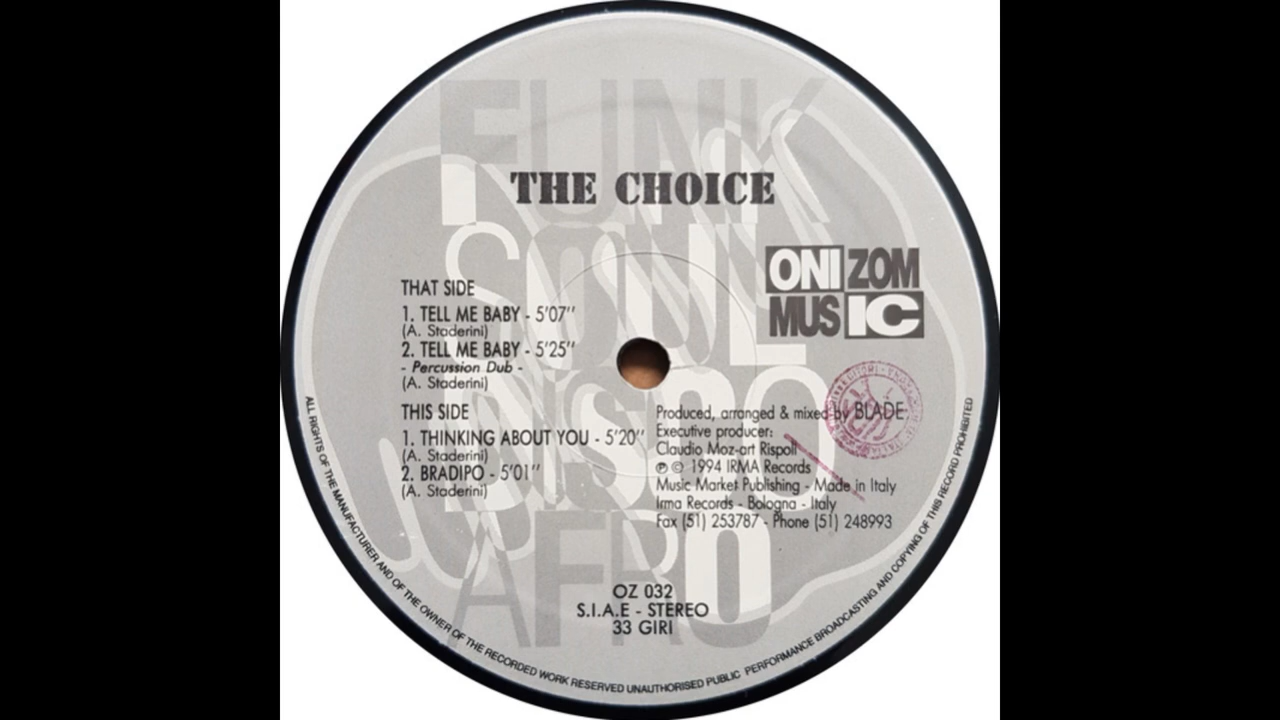 FUNK
SOUL
DISCO
AFRO
THE CHOICE
ONIZOM
MUSIC
THAT SIDE
1. TELL ME BABY - 5'07''
(A. Staderini)
2. TELL ME BABY - 5'25''
- Percussion Dub -
(A. Staderini)
THIS SIDE
1. THINKING ABOUT YOU - 5'20''
(A. Staderini)
2. BRADIPO - 5'01''
(A. Staderini)
Produced, arranged & mixed by BLADE.
Executive producer:
Claudio Moz-art Rispoli
℗ © 1994 IRMA Records
Music Market Publishing - Made in Italy
Irma Records - Bologna - Italy
Fax (51) 253787 - Phone (51) 248993
OZ 032
S.I.A.E - STEREO
33 GIRI
ALL RIGHTS OF THE MANUFACTURER AND OF THE OWNER OF THE RECORDED WORK RESERVED UNAUTHORISED PUBLIC PERFORMANCE BROADCASTING AND COPYING OF THIS RECORD PROHIBITED